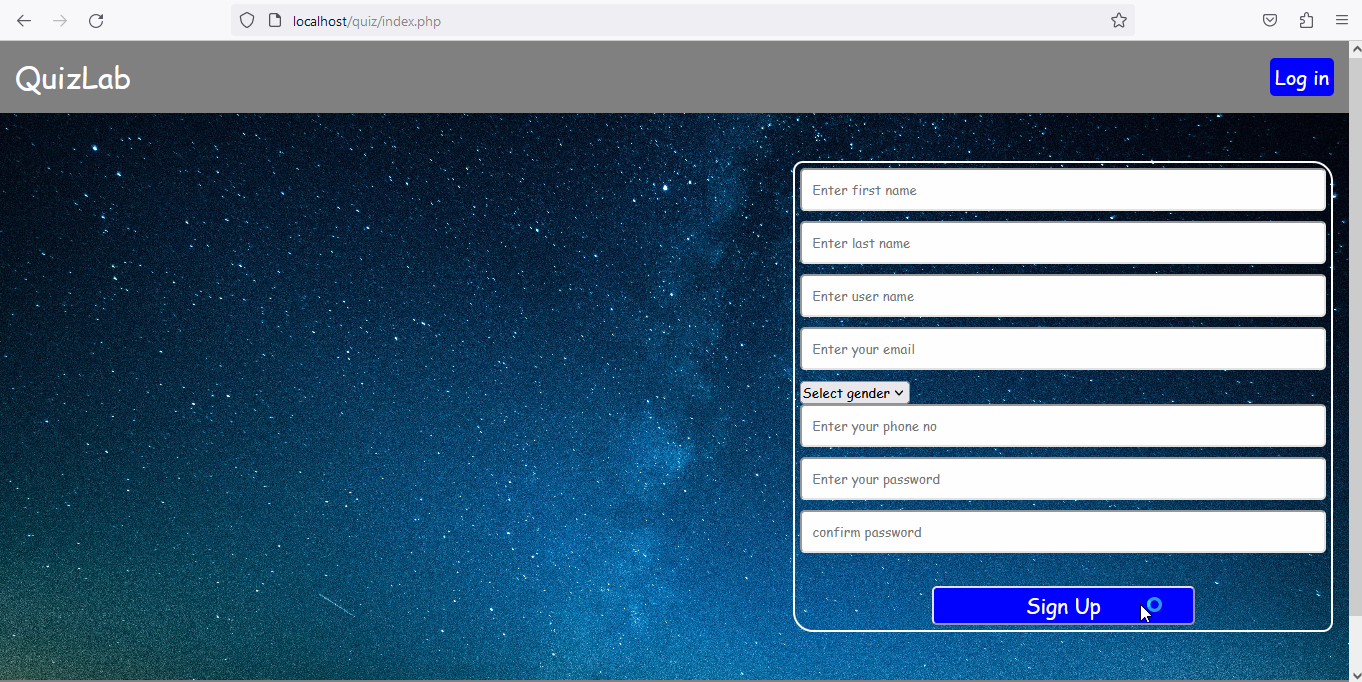 localhost/quiz/index.php
QuizLab
Log in
Enter first name
Enter last name
Enter user name
Enter your email
Select gender
Enter your phone no
Enter your password
confirm password
Sign Up